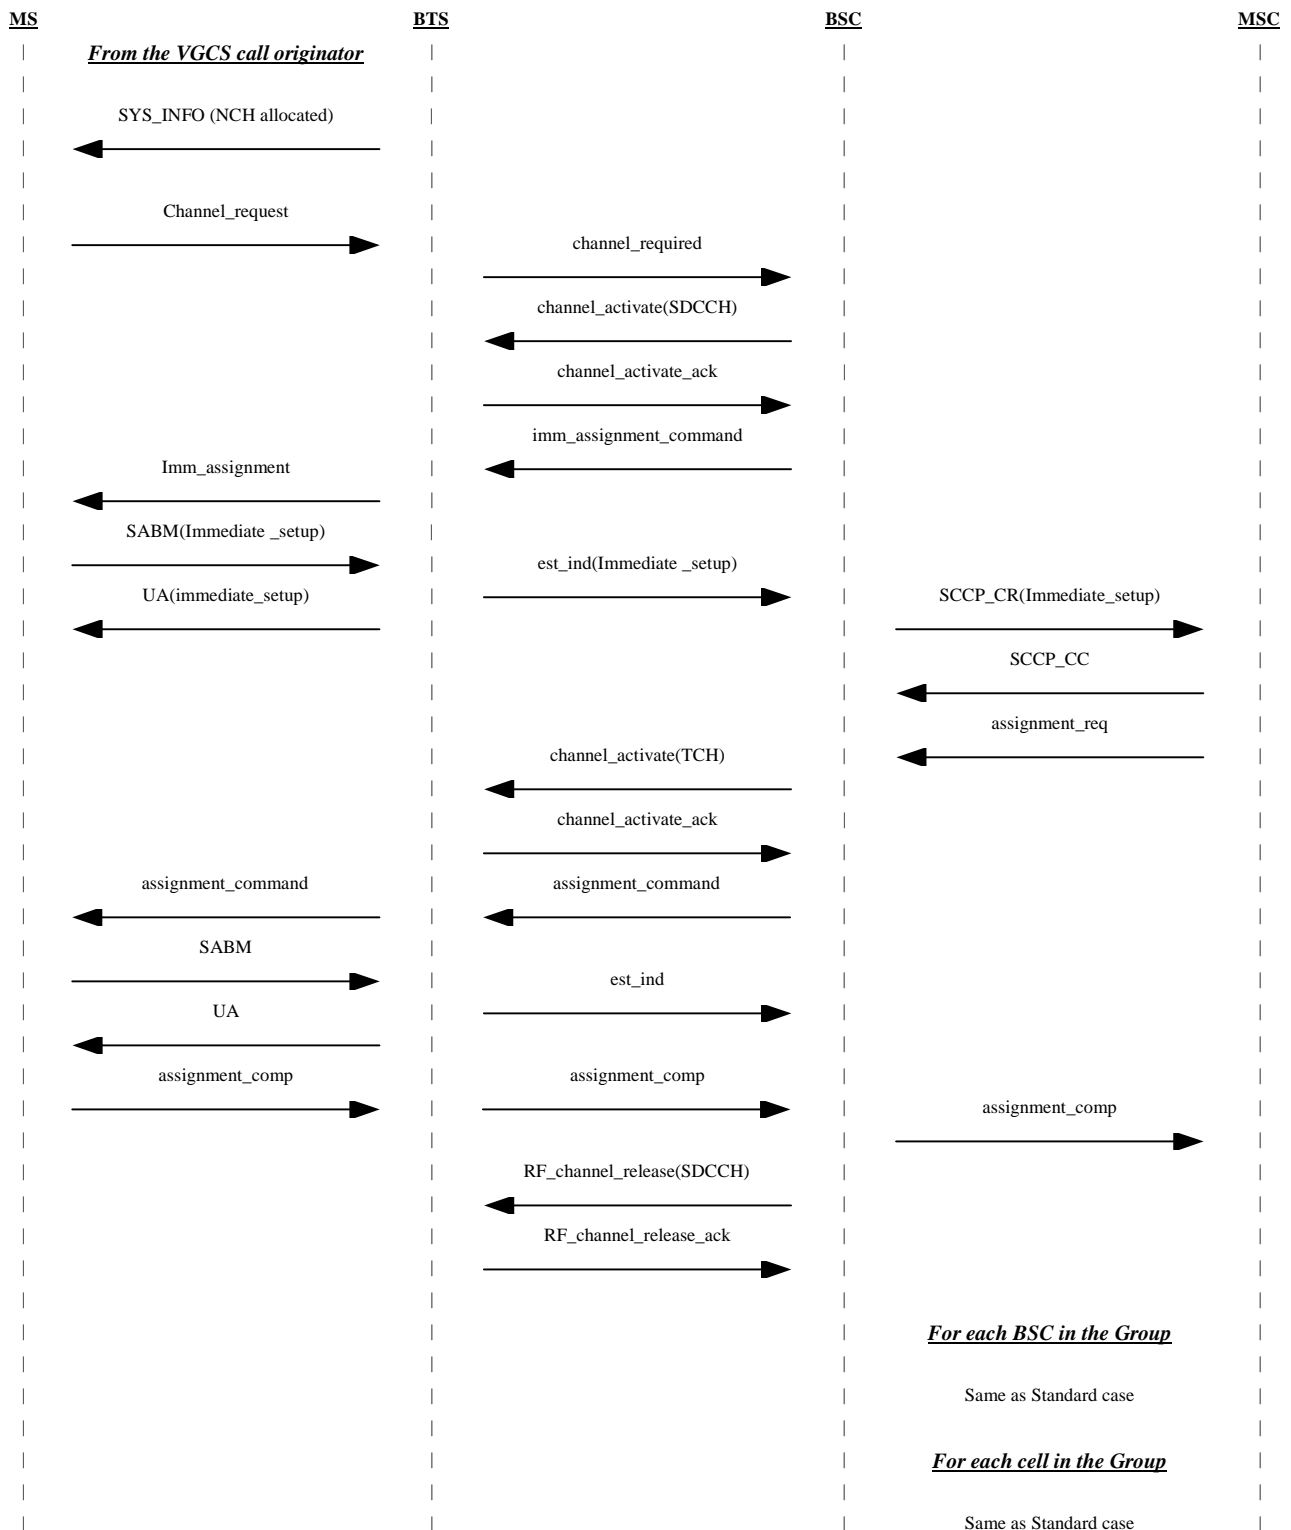 MS BTS BSC MSC
From the VGCS call originator
SYS_INFO (NCH allocated)
Channel_request
channel_required
channel_activate(SDCCH)
channel_activate_ack
imm_assignment_command
Imm_assignment
SABM(Immediate _setup)
est_ind(Immediate _setup)
UA(immediate_setup) SCCP_CR(Immediate_setup)
SCCP_CC
assignment_req
channel_activate(TCH)
channel_activate_ack
assignment_command assignment_command
SABM
est_ind
UA
assignment_comp assignment_comp
assignment_comp
RF_channel_release(SDCCH)
RF_channel_release_ack
For each BSC in the Group
Same as Standard case
For each cell in the Group
Same as Standard case